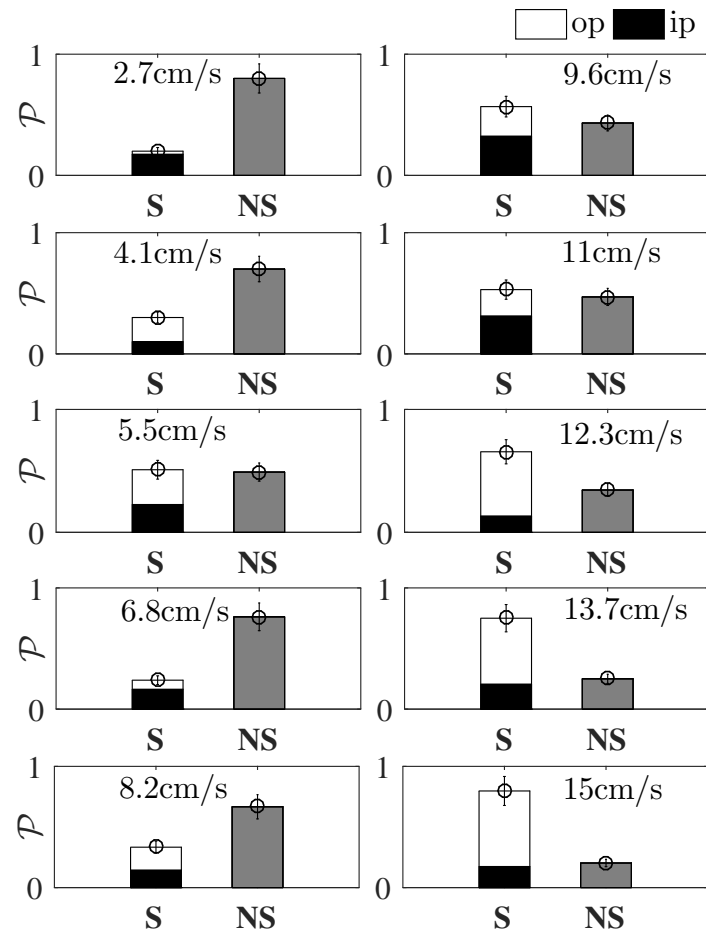 op ip
1 2.7cm/s 1 9.6cm/s
𝒫
0 0
S NS S NS
1 4.1cm/s 1 11cm/s
𝒫
0 0
S NS S NS
1 5.5cm/s 1 12.3cm/s
𝒫
0 0
S NS S NS
1 6.8cm/s 1 13.7cm/s
𝒫
0 0
S NS S NS
1 8.2cm/s 1 15cm/s
𝒫
0 0
S NS S NS